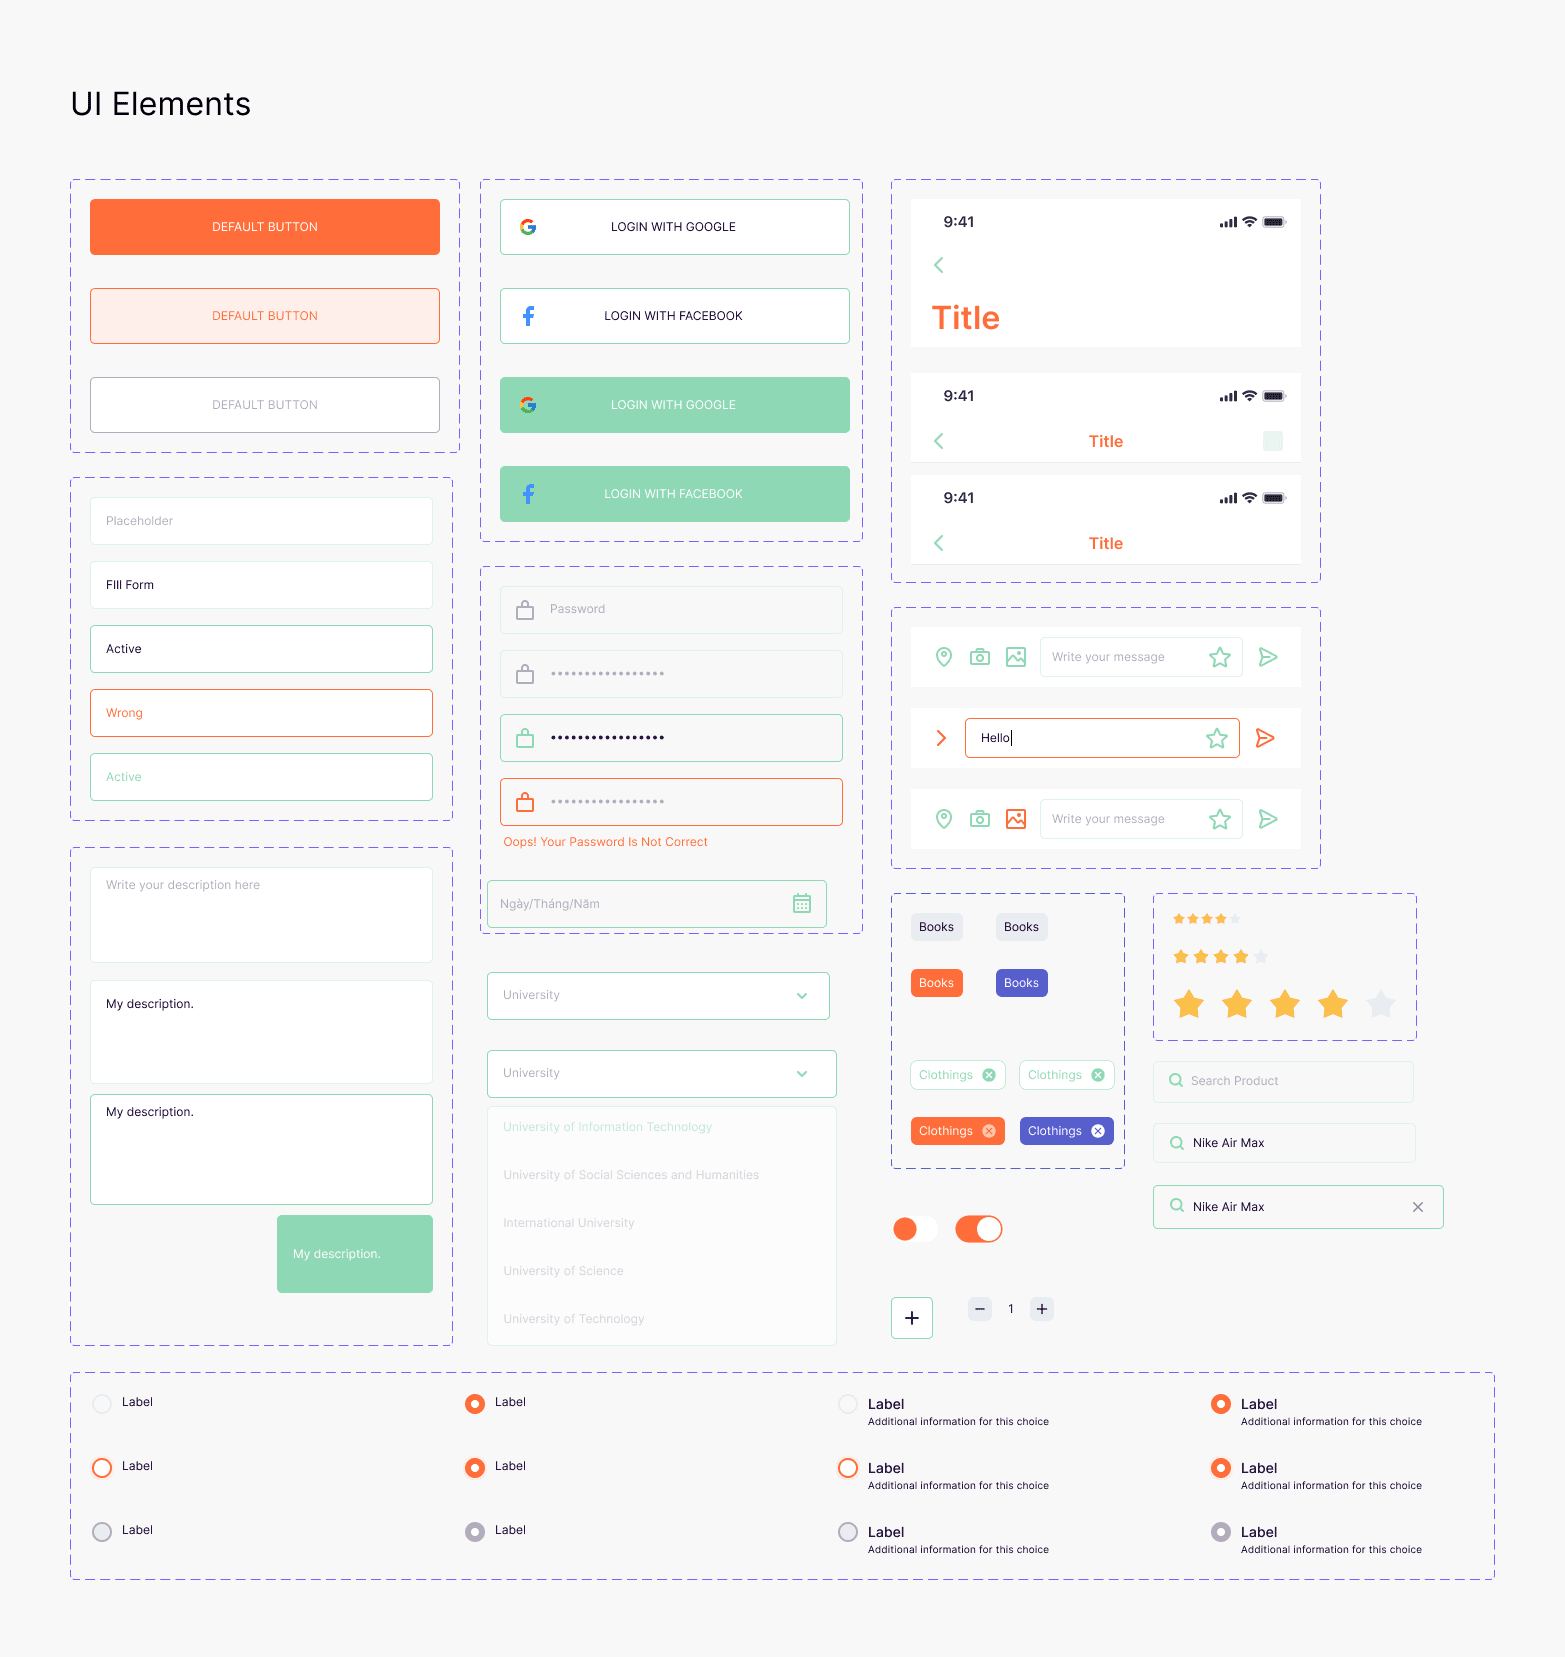 UI Elements
DEFAULT BUTTON
DEFAULT BUTTON
DEFAULT BUTTON
LOGIN WITH GOOGLE
LOGIN WITH FACEBOOK
LOGIN WITH GOOGLE
LOGIN WITH FACEBOOK
9:41
Title
9:41
Title
9:41
Title
Placeholder
FIll Form
Active
Wrong
Active
Password
Oops! Your Password Is Not Correct
Ngày/Tháng/Năm
Write your message
Hello
Write your message
Write your description here
My description.
My description.
My description.
University
University
University of Information Technology
University of Social Sciences and Humanities
International University
University of Science
University of Technology
Books
Books
Books
Books
Clothings
Clothings
Clothings
Clothings
Search Product
Nike Air Max
Nike Air Max
1
Label
Label
Label
Additional information for this choice
Label
Additional information for this choice
Label
Label
Label
Additional information for this choice
Label
Additional information for this choice
Label
Label
Label
Additional information for this choice
Label
Additional information for this choice